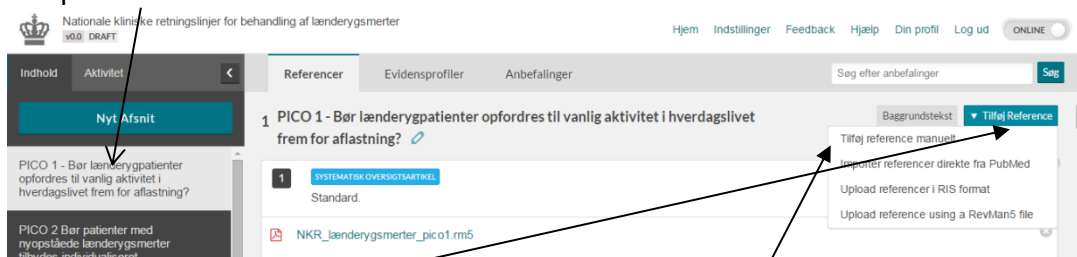 Nationale kliniske retningslinjer for behandling af lænderygsmerter
v0.0 DRAFT
Hjem Indstillinger Feedback Hjælp Din profil Log ud ONLINE
Indhold Aktivitet
Referencer Evidensprofiler Anbefalinger
Søg efter anbefalinger Søg
Nyt Afsnit
1 PICO 1 - Bør lænderygpatienter opfordres til vanlig aktivitet i hverdagslivet
frem for aflastning?
Baggrundstekst Tilføj Reference
Tilføj reference manuelt
Importer referencer direkte fra PubMed
Upload referencer i RIS format
Upload reference using a RevMan5 file
PICO 1 - Bør lænderygpatienter
opfordres til vanlig aktivitet i
hverdagslivet frem for aflastning?
1 SYSTEMATISK OVERSIGTSARTIKEL
Standard.
PICO 2 Bør patienter med
nyopståede lænderygsmerter
tilbydes individualiseret
NKR_lænderygsmerter_pico1.rm5